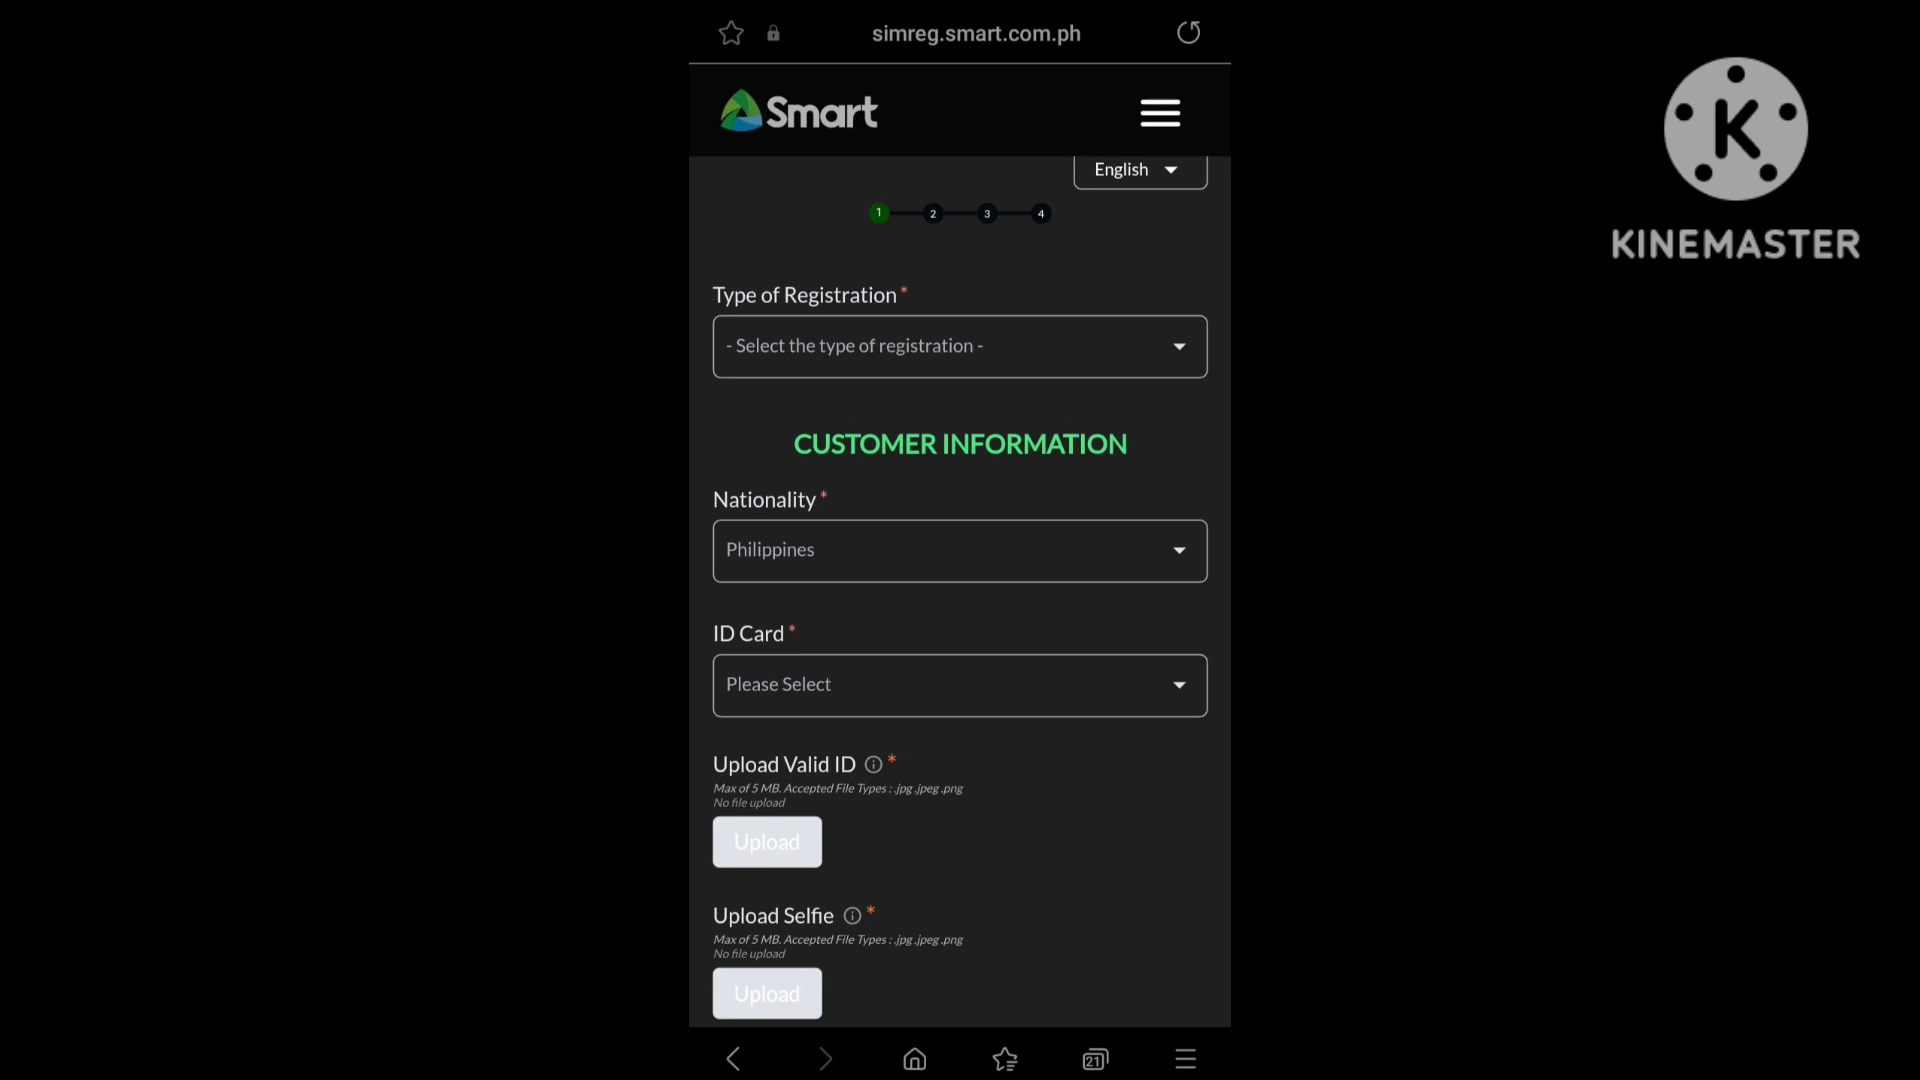 simreg.smart.com.ph
Smart
English
1 2 3 4
Type of Registration *
- Select the type of registration -
CUSTOMER INFORMATION
Nationality *
Philippines
ID Card *
Please Select
Upload Valid ID *
Max of 5 MB. Accepted File Types : .jpg .jpeg .png
No file upload
Upload
Upload Selfie *
Max of 5 MB. Accepted File Types : .jpg .jpeg .png
No file upload
Upload
21
K
KINEMASTER